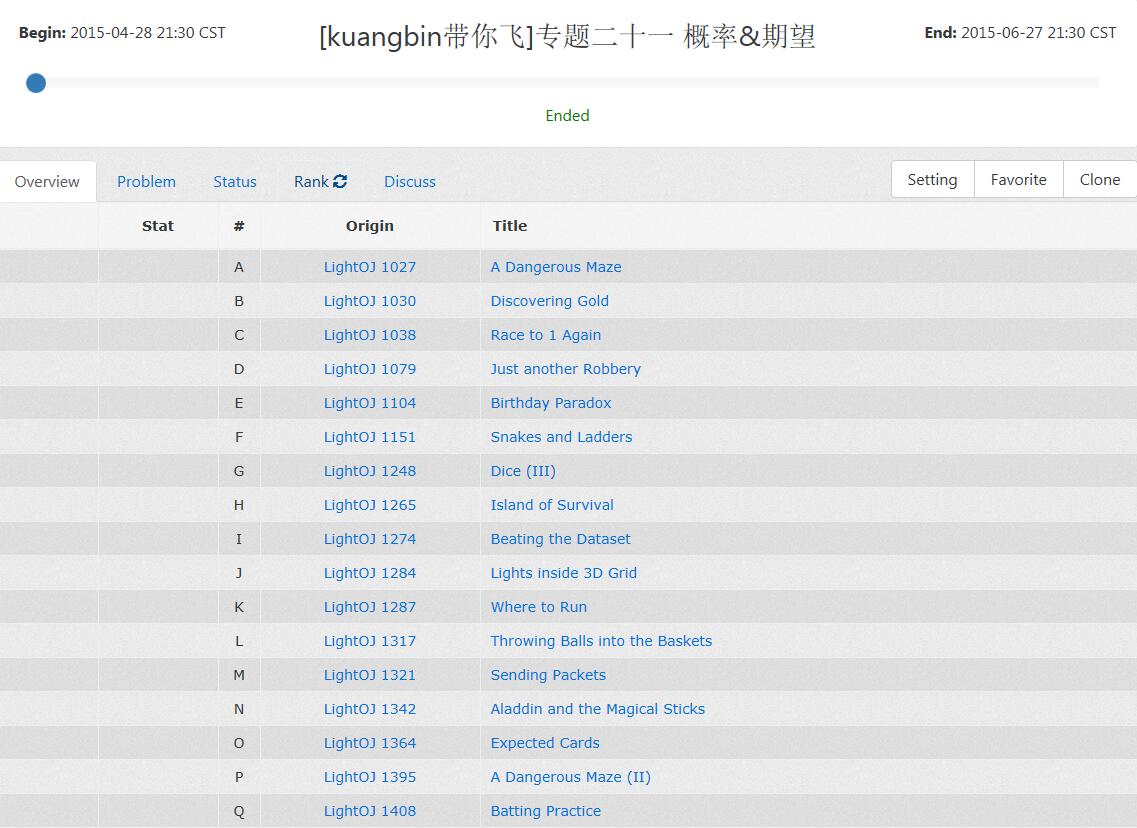 Begin: 2015-04-28 21:30 CST [kuangbin带你飞]专题二十一 概率&期望 End: 2015-06-27 21:30 CST
Ended
Overview Problem Status Rank Discuss Setting Favorite Clone
Stat # Origin Title
A LightOJ 1027 A Dangerous Maze
B LightOJ 1030 Discovering Gold
C LightOJ 1038 Race to 1 Again
D LightOJ 1079 Just another Robbery
E LightOJ 1104 Birthday Paradox
F LightOJ 1151 Snakes and Ladders
G LightOJ 1248 Dice (III)
H LightOJ 1265 Island of Survival
I LightOJ 1274 Beating the Dataset
J LightOJ 1284 Lights inside 3D Grid
K LightOJ 1287 Where to Run
L LightOJ 1317 Throwing Balls into the Baskets
M LightOJ 1321 Sending Packets
N LightOJ 1342 Aladdin and the Magical Sticks
O LightOJ 1364 Expected Cards
P LightOJ 1395 A Dangerous Maze (II)
Q LightOJ 1408 Batting Practice